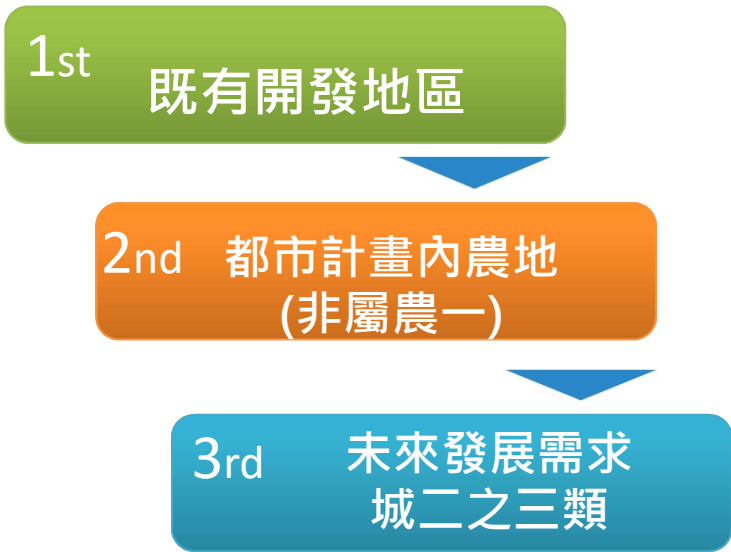 1st
既有開發地區
2nd
都市計畫內農地
(非屬農一)
3rd
未來發展需求
城二之三類